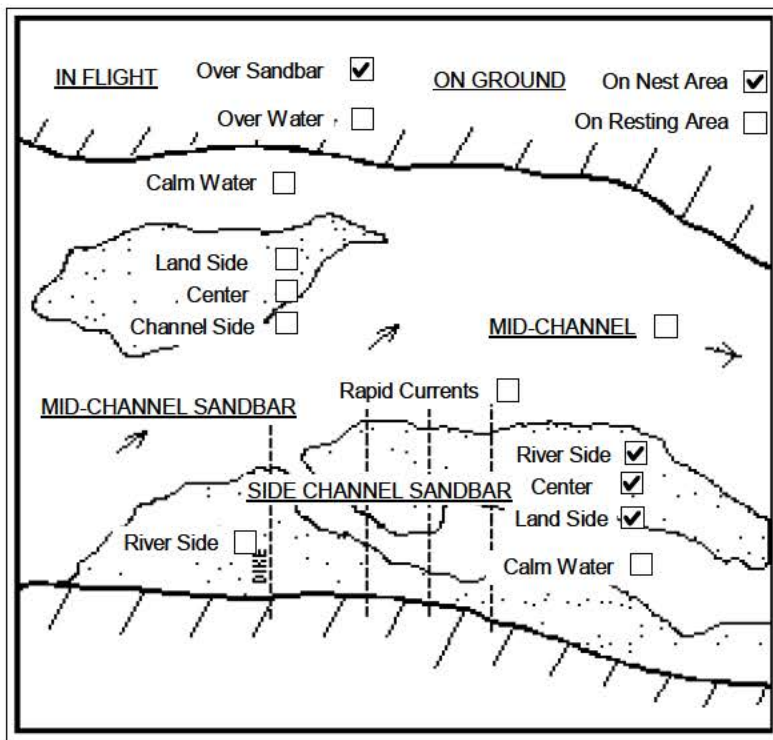 IN FLIGHT Over Sandbar ON GROUND On Nest Area
Over Water On Resting Area
Calm Water
Land Side
Center
Channel Side MID-CHANNEL
Rapid Currents
MID-CHANNEL SANDBAR
River Side
SIDE CHANNEL SANDBAR Center
Land Side
River Side
DIKE
Calm Water